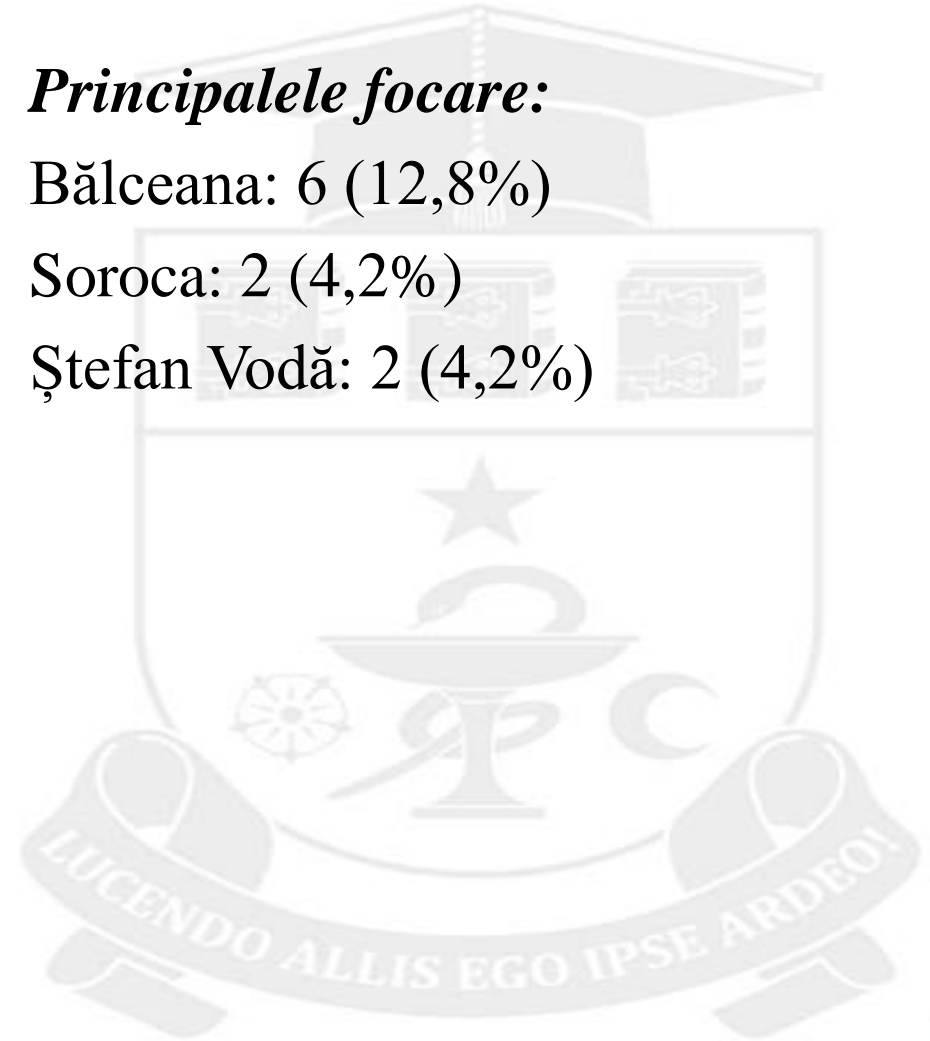 Principalele focare:
Bălceana: 6 (12,8%)
Soroca: 2 (4,2%)
Ștefan Vodă: 2 (4,2%)
LUCENDO ALLIS EGO IPSE ARDEO!